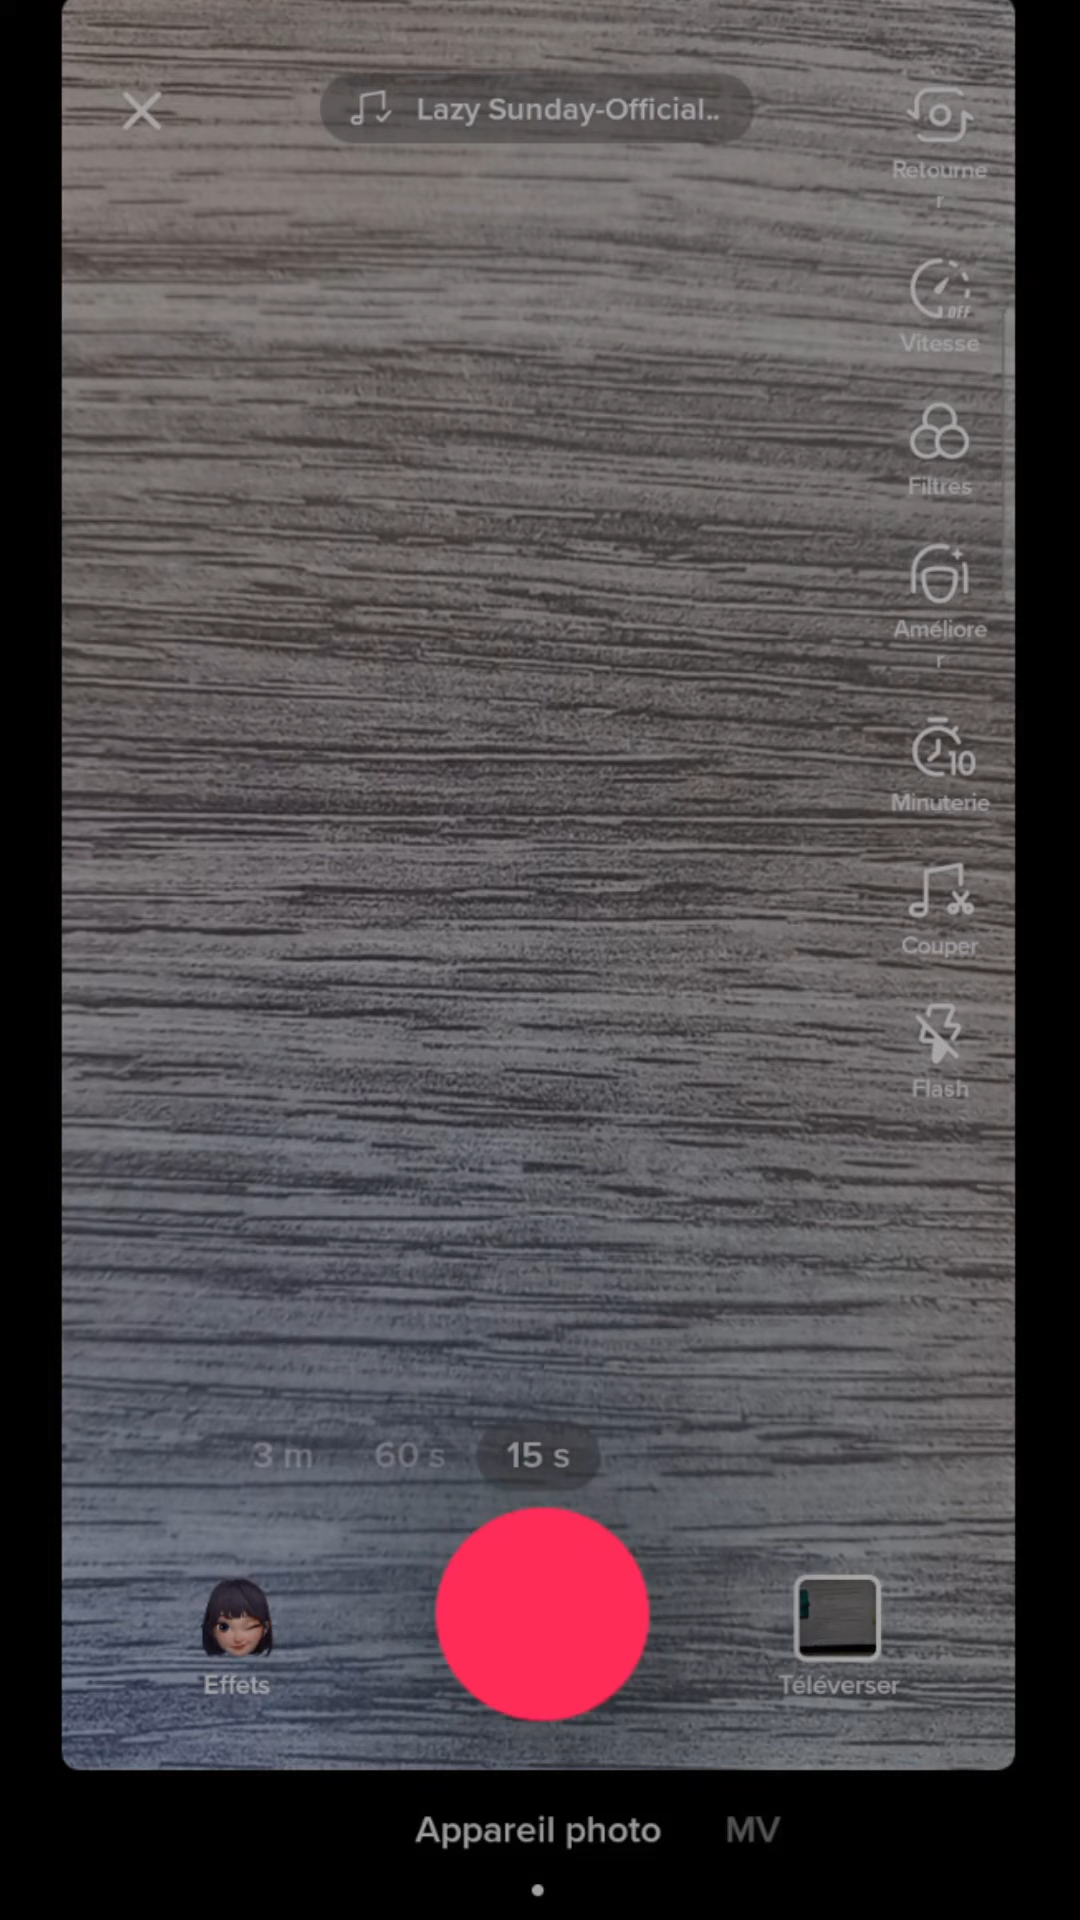 Lazy Sunday-Official..
Retourne
r
OFF
Vitesse
Filtres
Améliore
r
10
Minuterie
Couper
Flash
3 m 60 s 15 s
Effets
Téléverser
Appareil photo MV